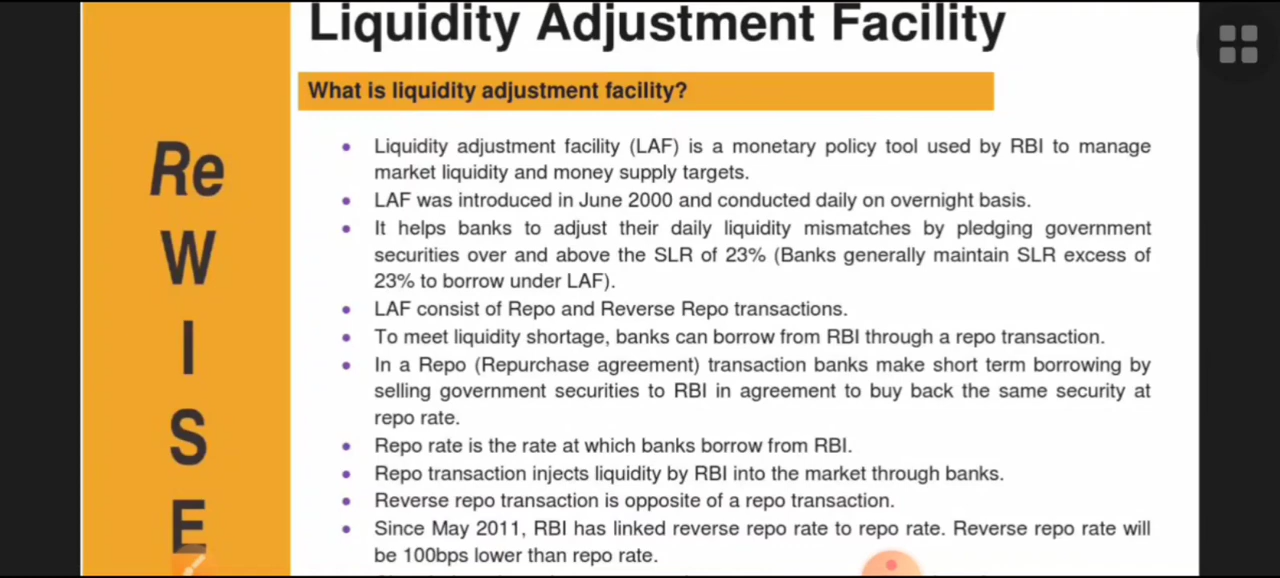 Liquidity Adjustment Facility
What is liquidity adjustment facility?
Re
W
I
S
E
• Liquidity adjustment facility (LAF) is a monetary policy tool used by RBI to manage
market liquidity and money supply targets.
• LAF was introduced in June 2000 and conducted daily on overnight basis.
• It helps banks to adjust their daily liquidity mismatches by pledging government
securities over and above the SLR of 23% (Banks generally maintain SLR excess of
23% to borrow under LAF).
• LAF consist of Repo and Reverse Repo transactions.
• To meet liquidity shortage, banks can borrow from RBI through a repo transaction.
• In a Repo (Repurchase agreement) transaction banks make short term borrowing by
selling government securities to RBI in agreement to buy back the same security at
repo rate.
• Repo rate is the rate at which banks borrow from RBI.
• Repo transaction injects liquidity by RBI into the market through banks.
• Reverse repo transaction is opposite of a repo transaction.
• Since May 2011, RBI has linked reverse repo rate to repo rate. Reverse repo rate will
be 100bps lower than repo rate.